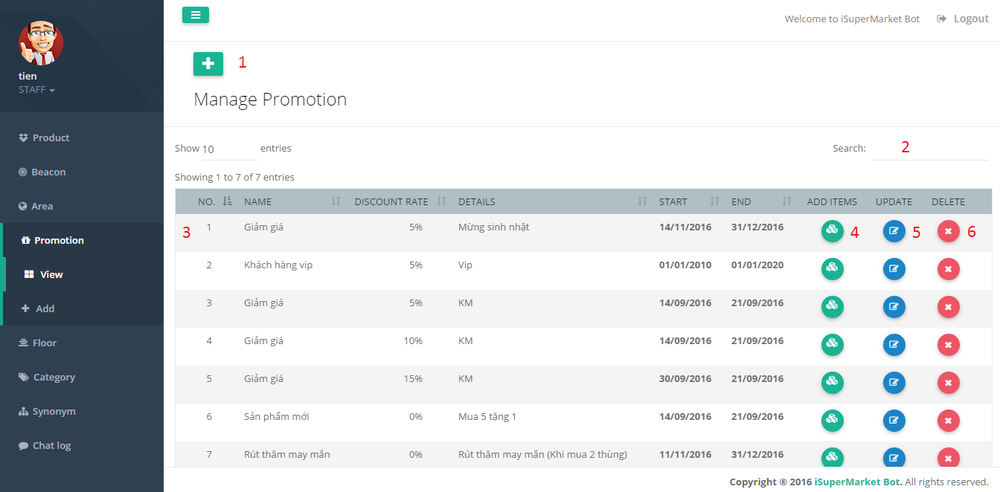 Welcome to iSuperMarket Bot Logout
tien
STAFF
Product
Beacon
Area
Promotion
View
Add
Floor
Category
Synonym
Chat log
1
Manage Promotion
Show 10 entries
Search: 2
Showing 1 to 7 of 7 entries
NO. NAME DISCOUNT RATE DETAILS START END ADD ITEMS UPDATE DELETE
3 1 Giảm giá 5% Mừng sinh nhật 14/11/2016 31/12/2016 4 5 6
2 Khách hàng vip 5% Vip 01/01/2010 01/01/2020
3 Giảm giá 5% KM 14/09/2016 21/09/2016
4 Giảm giá 10% KM 14/09/2016 21/09/2016
5 Giảm giá 15% KM 30/09/2016 21/09/2016
6 Sản phẩm mới 0% Mua 5 tặng 1 14/09/2016 21/09/2016
7 Rút thăm may mắn 0% Rút thăm may mắn (Khi mua 2 thùng) 11/11/2016 31/12/2016
Copyright ® 2016 iSuperMarket Bot. All rights reserved.